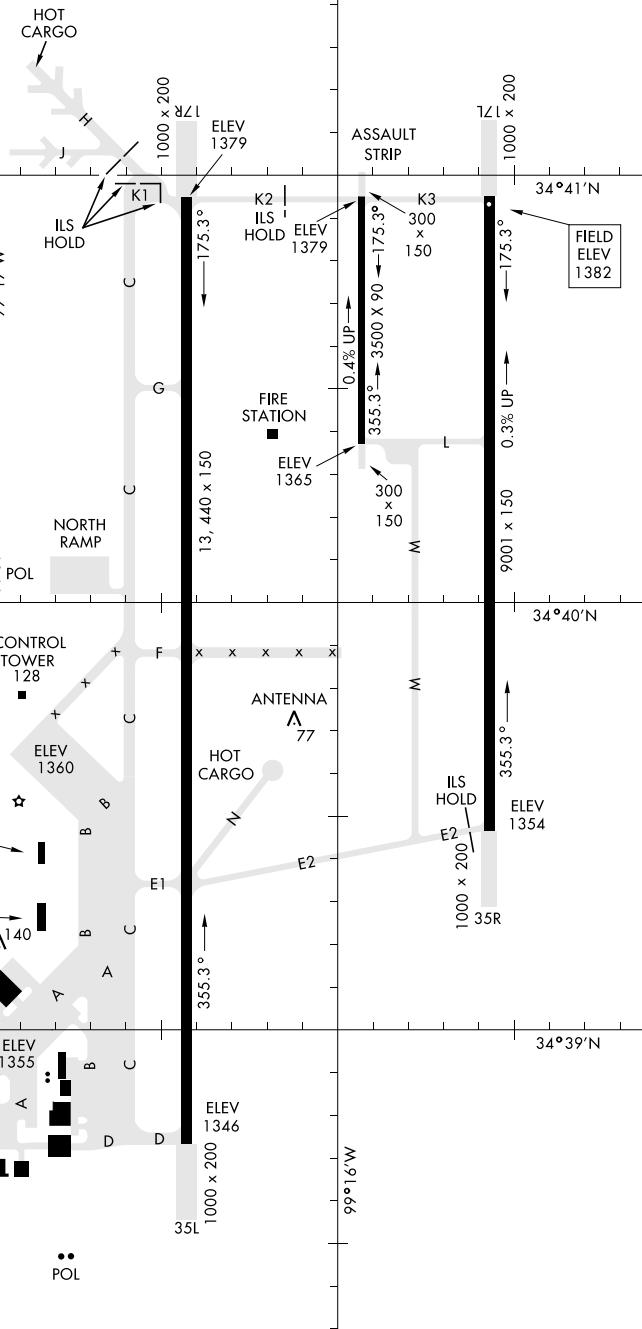 HOT
CARGO
H
J
1000 x 200
17R
ELEV
1379
ASSAULT
STRIP
17L
1000 x 200
34°41'N
K1
ILS
HOLD
K2
ILS
HOLD
ELEV
1379
300
x
150
K3
FIELD
ELEV
1382
175.3°
175.3°
175.3°
C
G
0.4% UP
3500 X 90
355.3°
0.3% UP
FIRE
STATION
ELEV
1365
L
300
x
150
C
13, 440 x 150
9001 x 150
NORTH
RAMP
POL
W
34°40'N
CONTROL
TOWER
128
x
F
x
x
x
x
x
x
x
C
W
ANTENNA
77
355.3°
ELEV
1360
HOT
CARGO
B
B
N
ILS
HOLD
ELEV
1354
E2
E2
E1
1000 x 200
35R
B
C
140
A
A
355.3°
ELEV
1355
B
C
A
34°39'N
ELEV
1346
D
D
1000 x 200
99°16'W
35L
POL